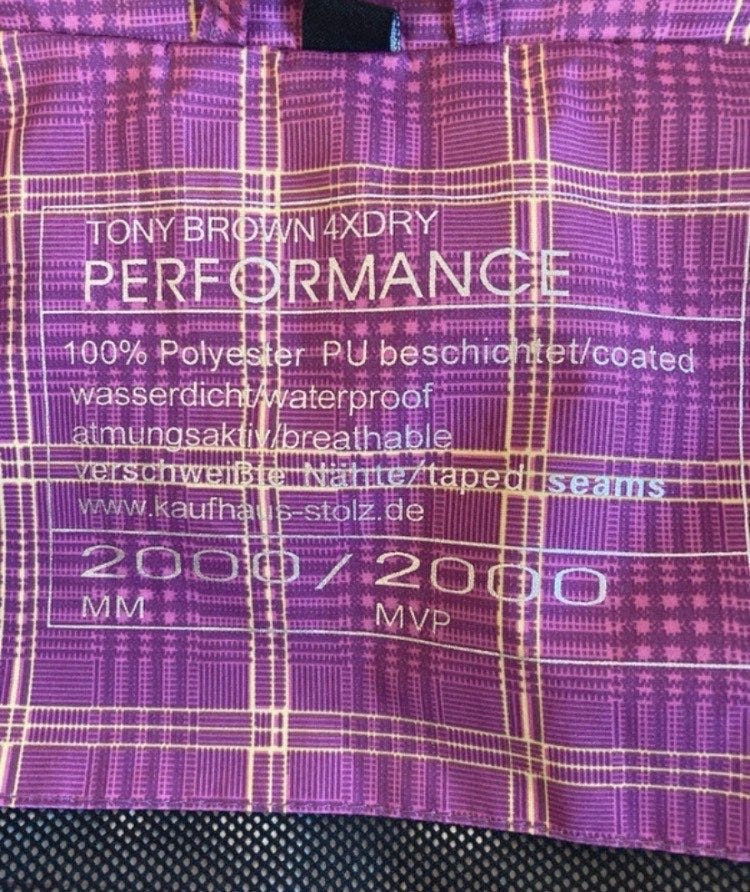 TONY BROWN 4XDRY
PERFORMANCE
100% Polyester PU beschichtet/coated
wasserdicht/waterproof
atmungsaktiv/breathable
verschweißte Nähte/taped seams
www.kaufhaus-stolz.de
2000/2000
MM MVP